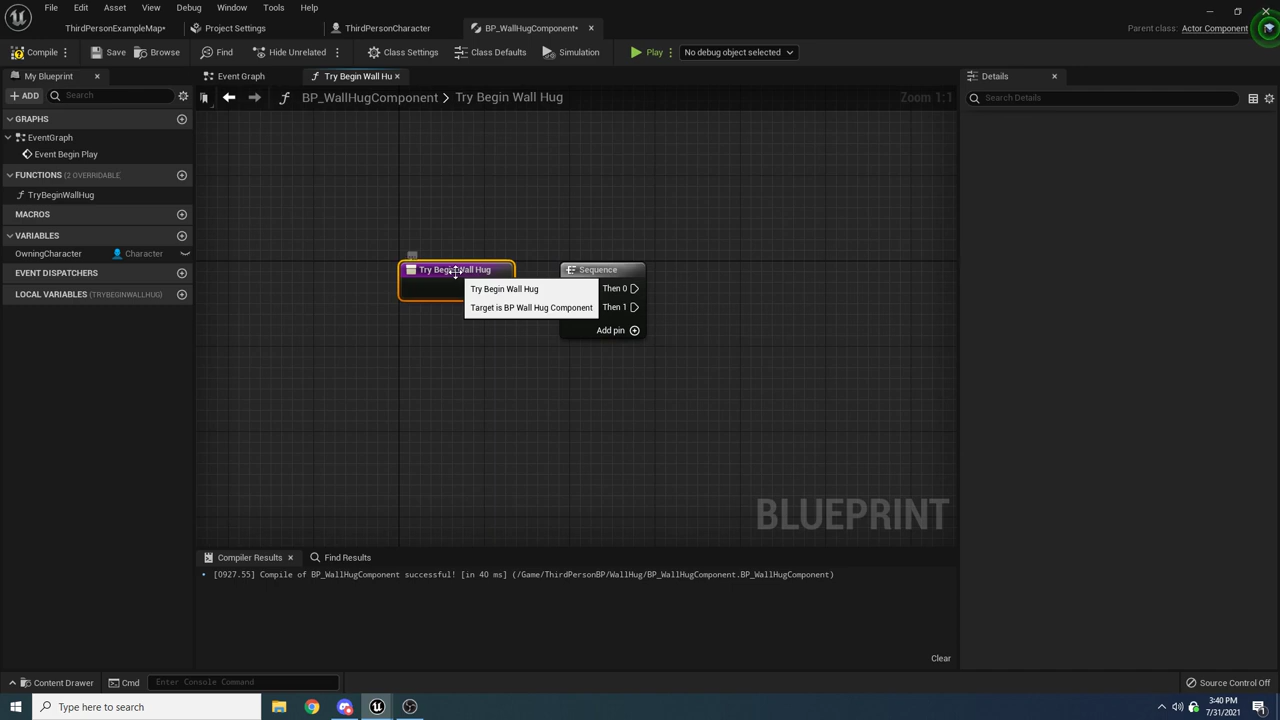 File Edit Asset View Debug Window Tools Help
ThirdPersonExampleMap•
Project Settings
ThirdPersonCharacter
BP_WallHugComponent•
Parent class: Actor Component
Compile
Save
Browse
Find
Hide Unrelated
Class Settings
Class Defaults
Simulation
Play
No debug object selected
My Blueprint
Event Graph
Try Begin Wall Hu
Details
ADD
Search
BP_WallHugComponent > Try Begin Wall Hug
Zoom 1:1
Search Details
GRAPHS
EventGraph
Event Begin Play
FUNCTIONS (2 OVERRIDABLE
TryBeginWallHug
MACROS
VARIABLES
OwningCharacter Character
EVENT DISPATCHERS
LOCAL VARIABLES (TRYBEGINWALLHUG)
Try Begin Wall Hug
Sequence
Try Begin Wall Hug
Target is BP Wall Hug Component
Then 0
Then 1
Add pin
BLUEPRINT
Compiler Results
Find Results
[0927.55] Compile of BP_WallHugComponent successful! [in 40 ms] (/Game/ThirdPersonBP/WallHug/BP_WallHugComponent.BP_WallHugComponent)
Clear
Content Drawer
Cmd
Enter Console Command
Source Control Off
Type here to search
3:40 PM
7/31/2021